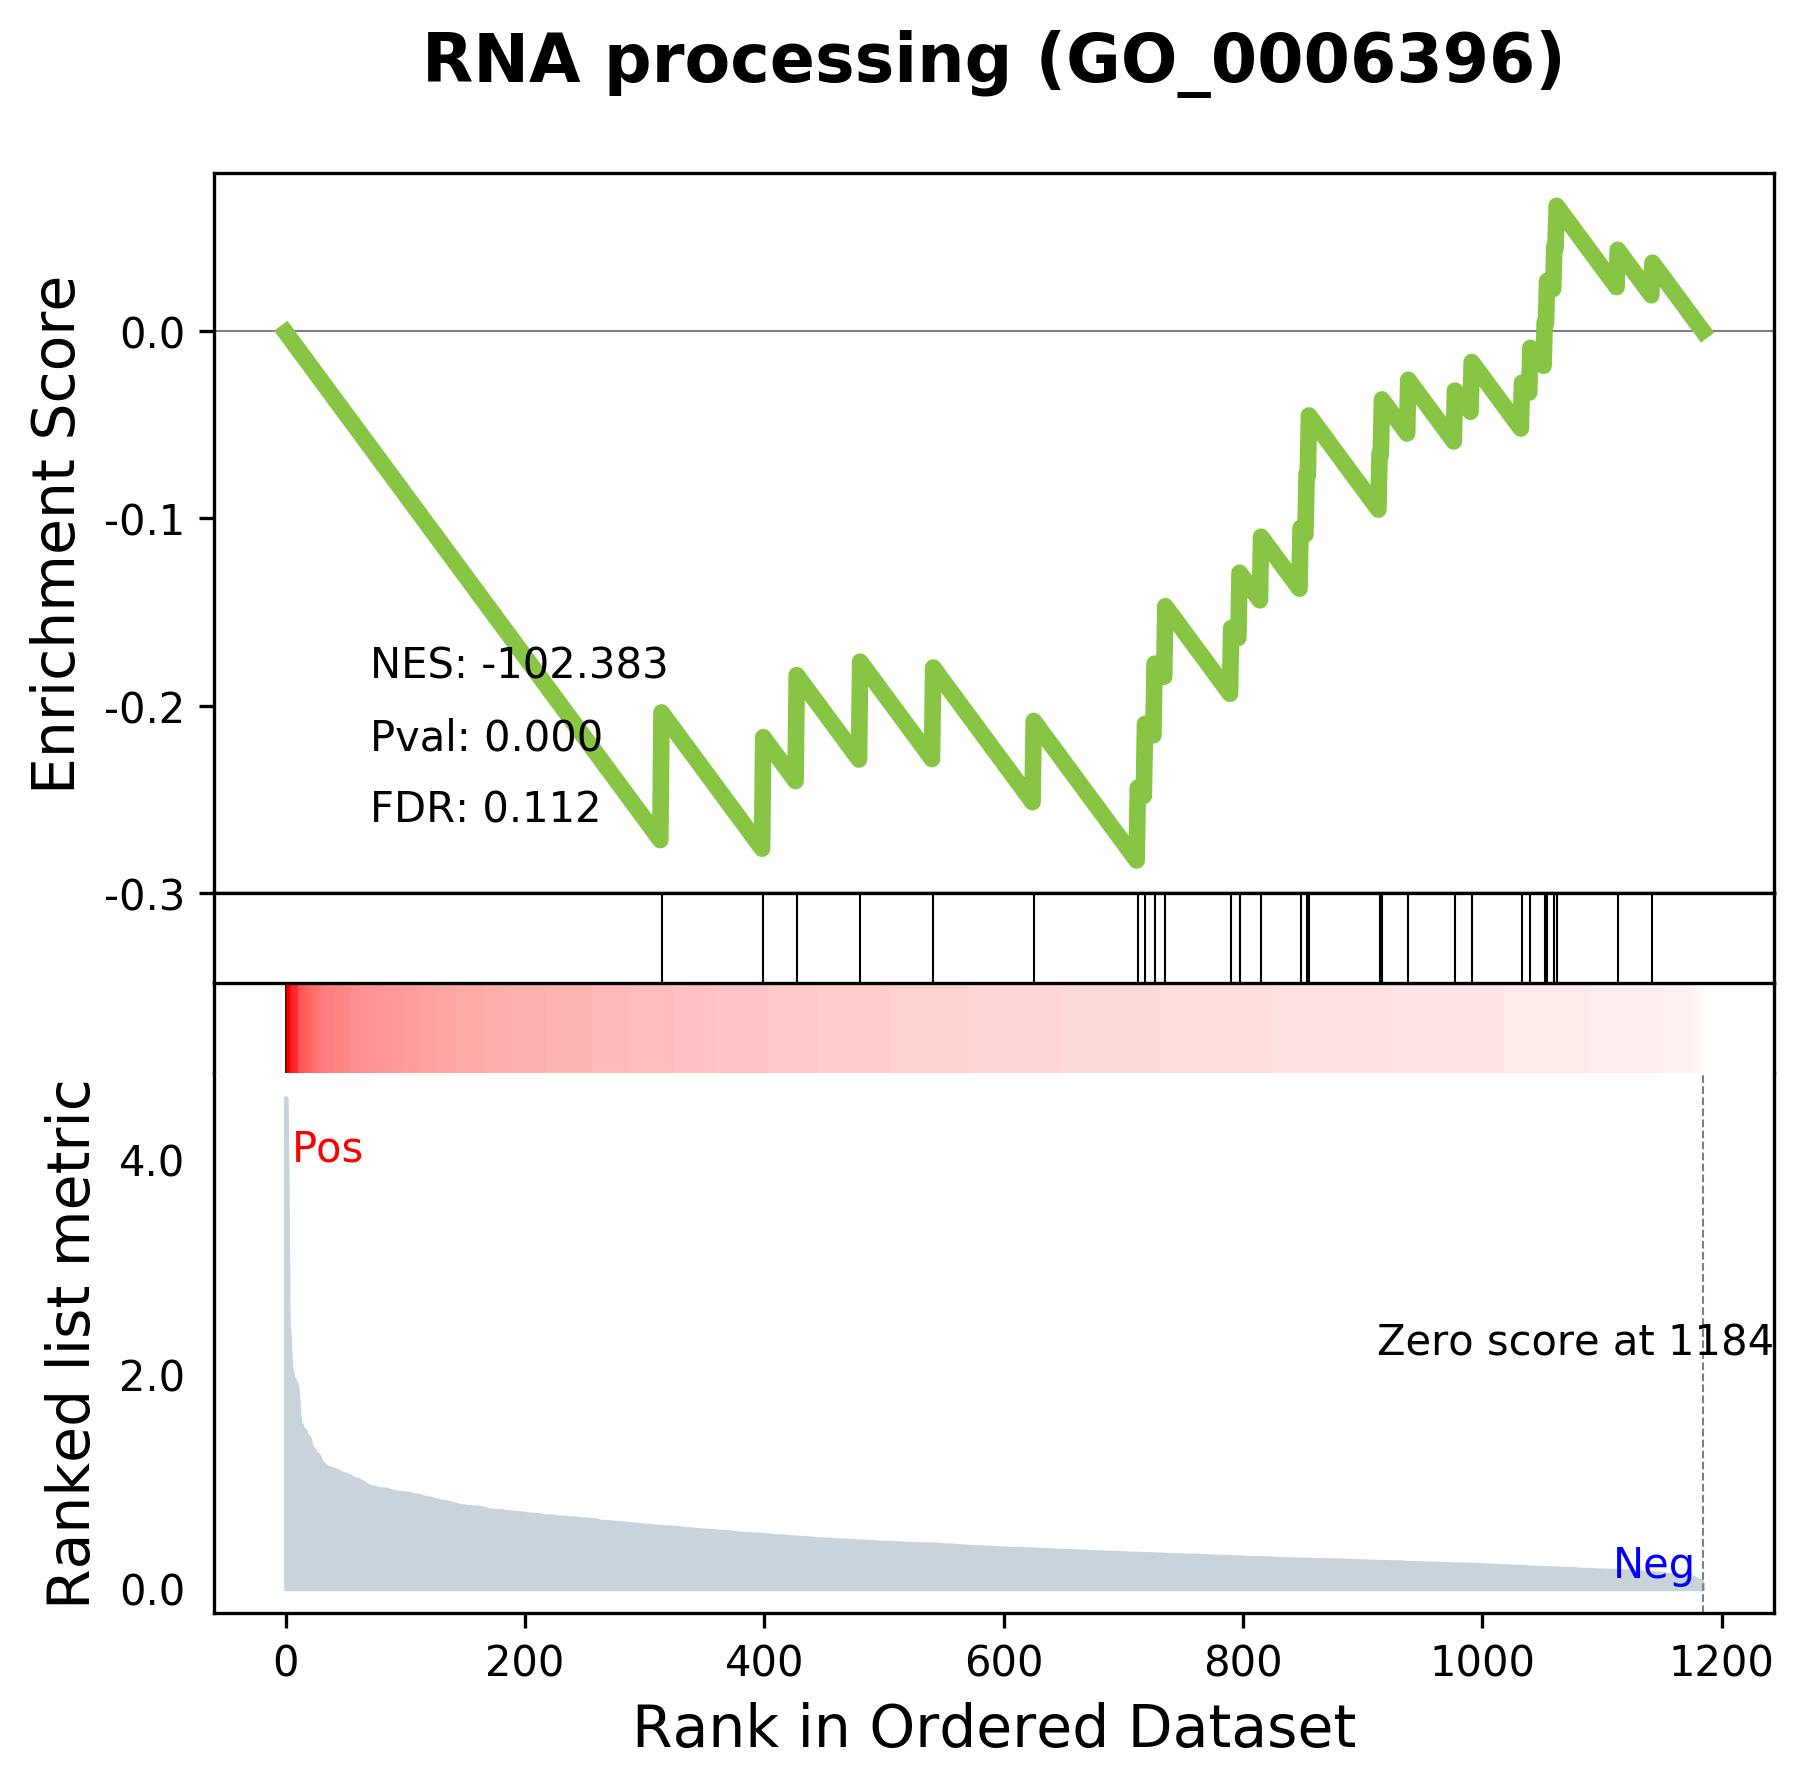 RNA processing (GO_0006396)
Enrichment Score
0.0
-0.1
-0.2
-0.3
NES: -102.383
Pval: 0.000
FDR: 0.112
Ranked list metric
4.0
2.0
0.0
Pos
Zero score at 1184
Neg
0 200 400 600 800 1000 1200
Rank in Ordered Dataset